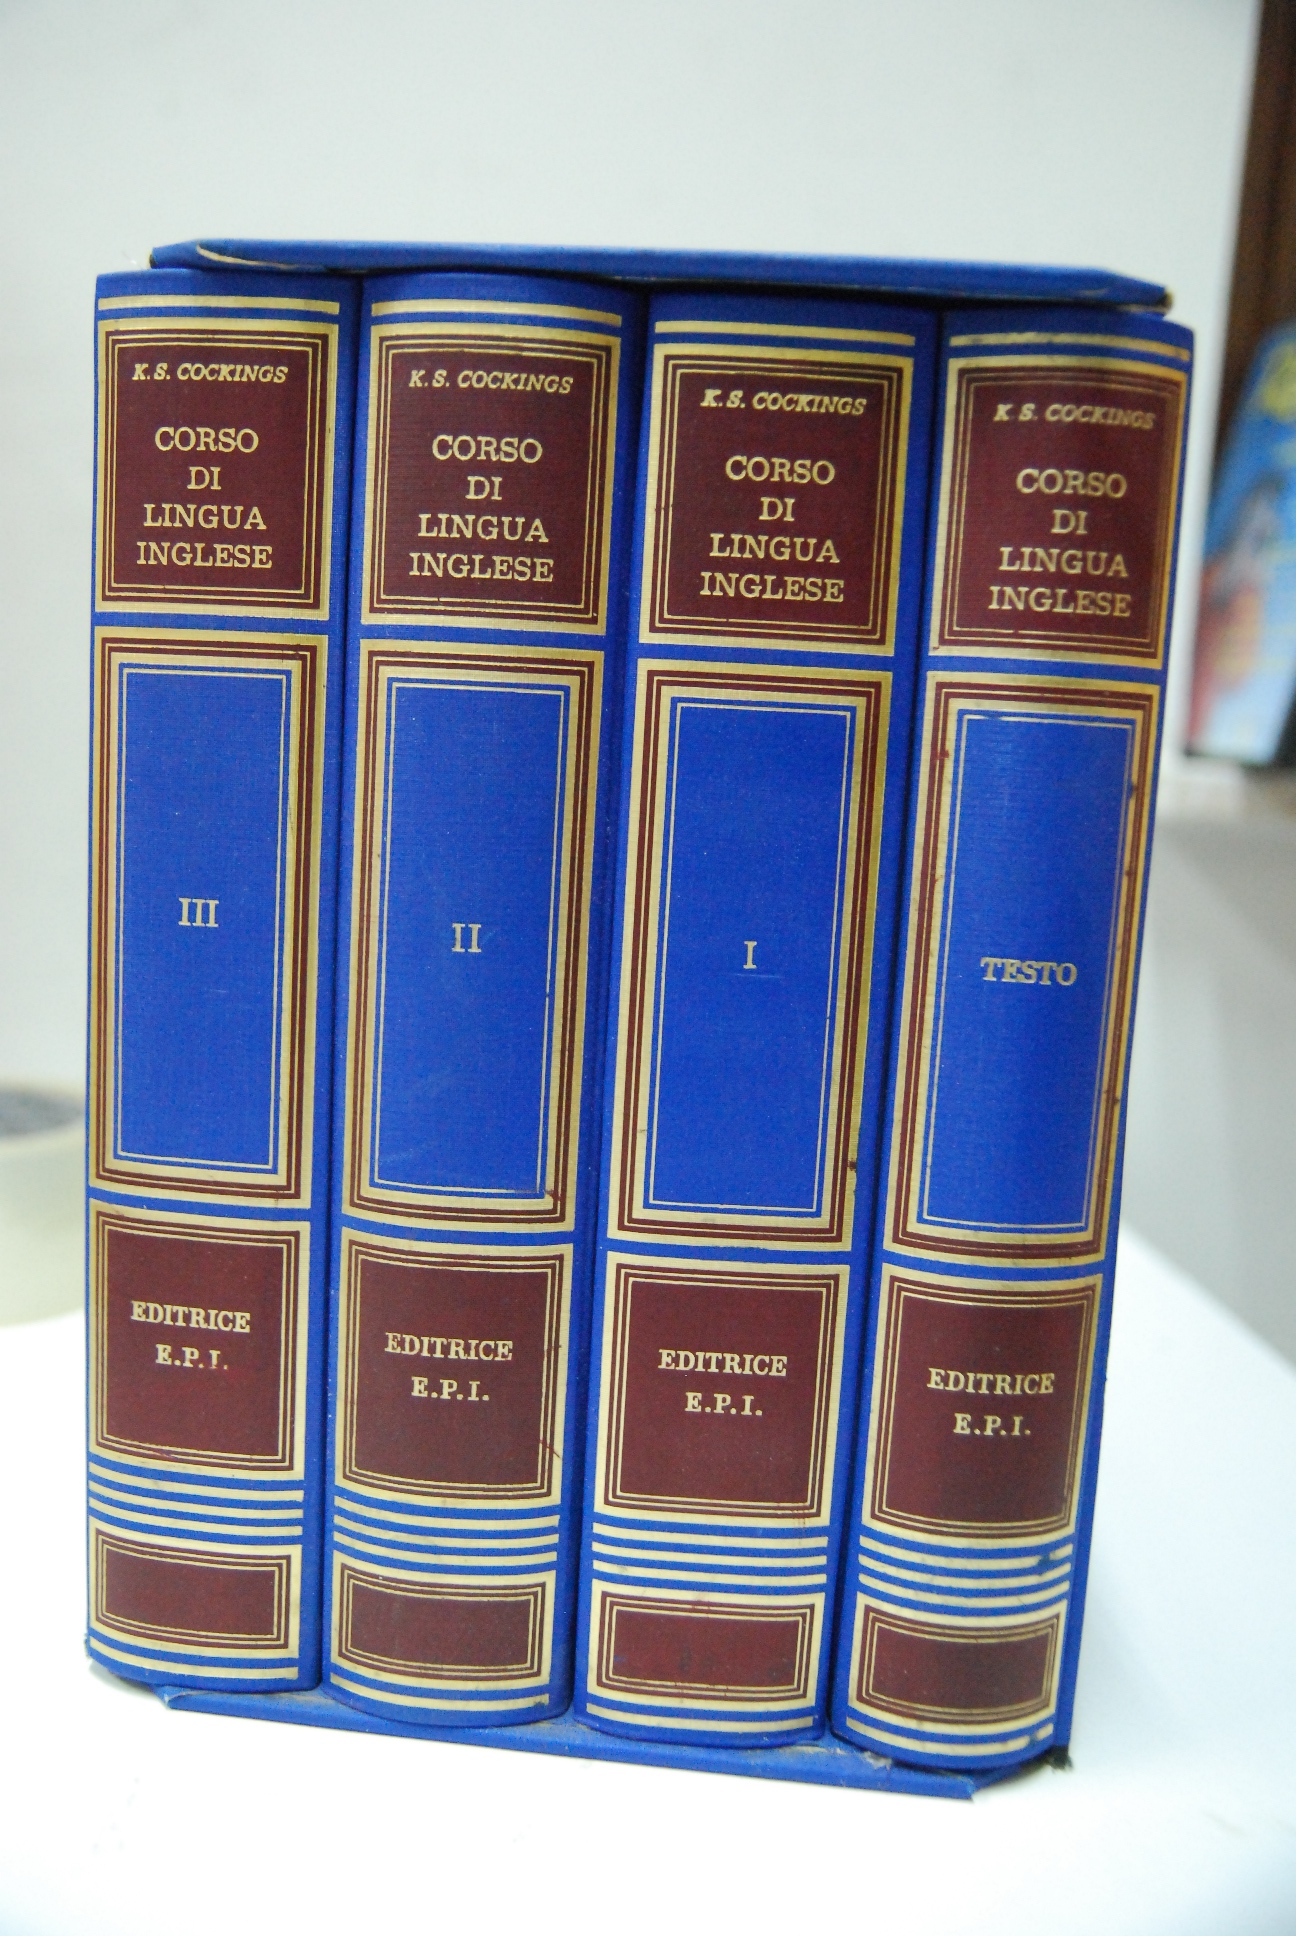 K. S. COCKINGS
CORSO
DI
LINGUA
INGLESE
III
EDITRICE
E.P.I.
K. S. COCKINGS
CORSO
DI
LINGUA
INGLESE
II
EDITRICE
E.P.I.
K. S. COCKINGS
CORSO
DI
LINGUA
INGLESE
I
EDITRICE
E.P.I.
K. S. COCKINGS
CORSO
DI
LINGUA
INGLESE
TESTO
EDITRICE
E.P.I.